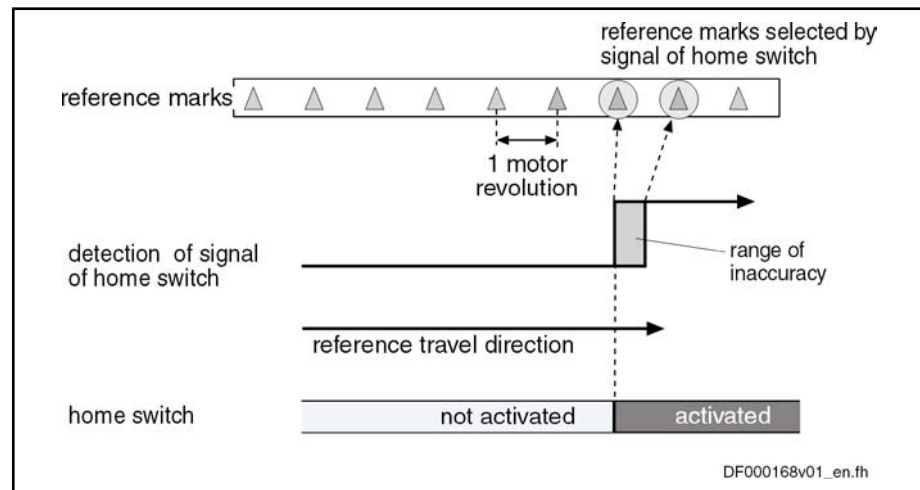 reference marks selected by
signal of home switch
reference marks
1 motor
revolution
detection of signal
of home switch
range of
inaccuracy
reference travel direction
home switch
not activated
activated
DF000168v01_en.fh